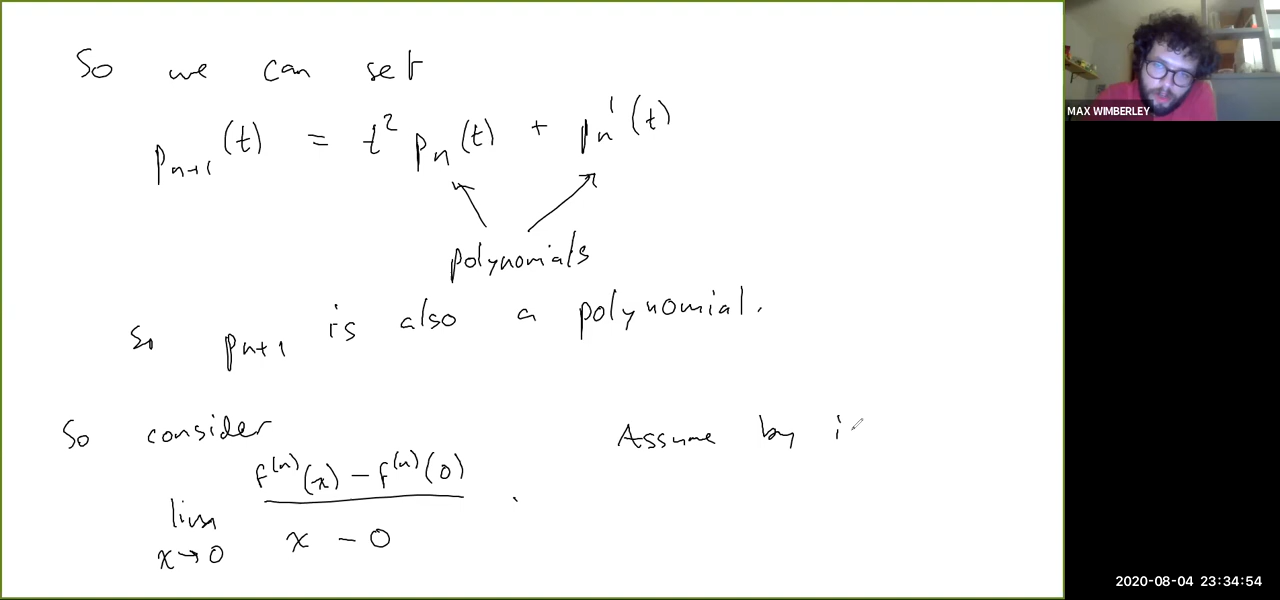 So we can set
p_{n+1}(t) = t^2 p_n(t) + p_n'(t)
polynomials
So p_{n+1} is also a polynomial.
So consider
lim_{x→0} (f^{(n)}(x) - f^{(n)}(0)) / (x - 0) .
Assume by i
MAX WIMBERLEY
2020-08-04 23:34:54